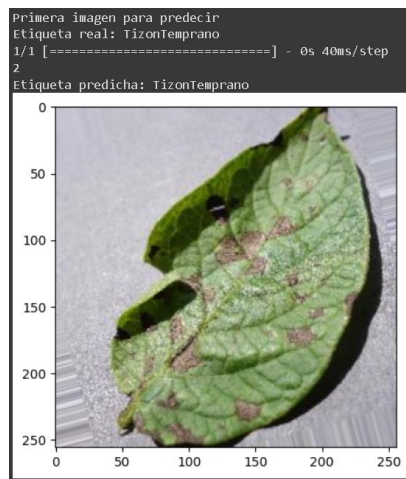 Primera imagen para predecir
Etiqueta real: TizonTemprano
1/1 [==============================] - 0s 40ms/step
2
Etiqueta predicha: TizonTemprano
0
50
100
150
200
250
0 50 100 150 200 250